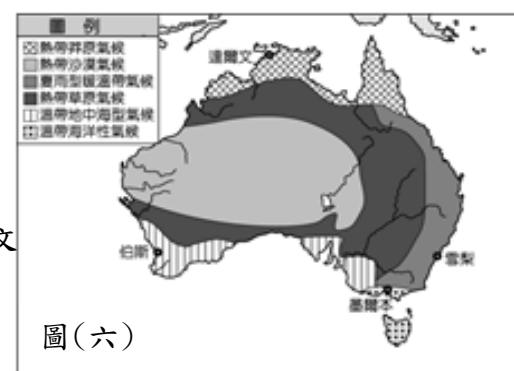 圖 例
熱帶莽原氣候
熱帶沙漠氣候
夏雨型暖溫帶氣候
熱帶草原氣候
溫帶地中海型氣候
溫帶海洋性氣候
達爾文
文
伯斯
雪梨
墨爾本
圖(六)